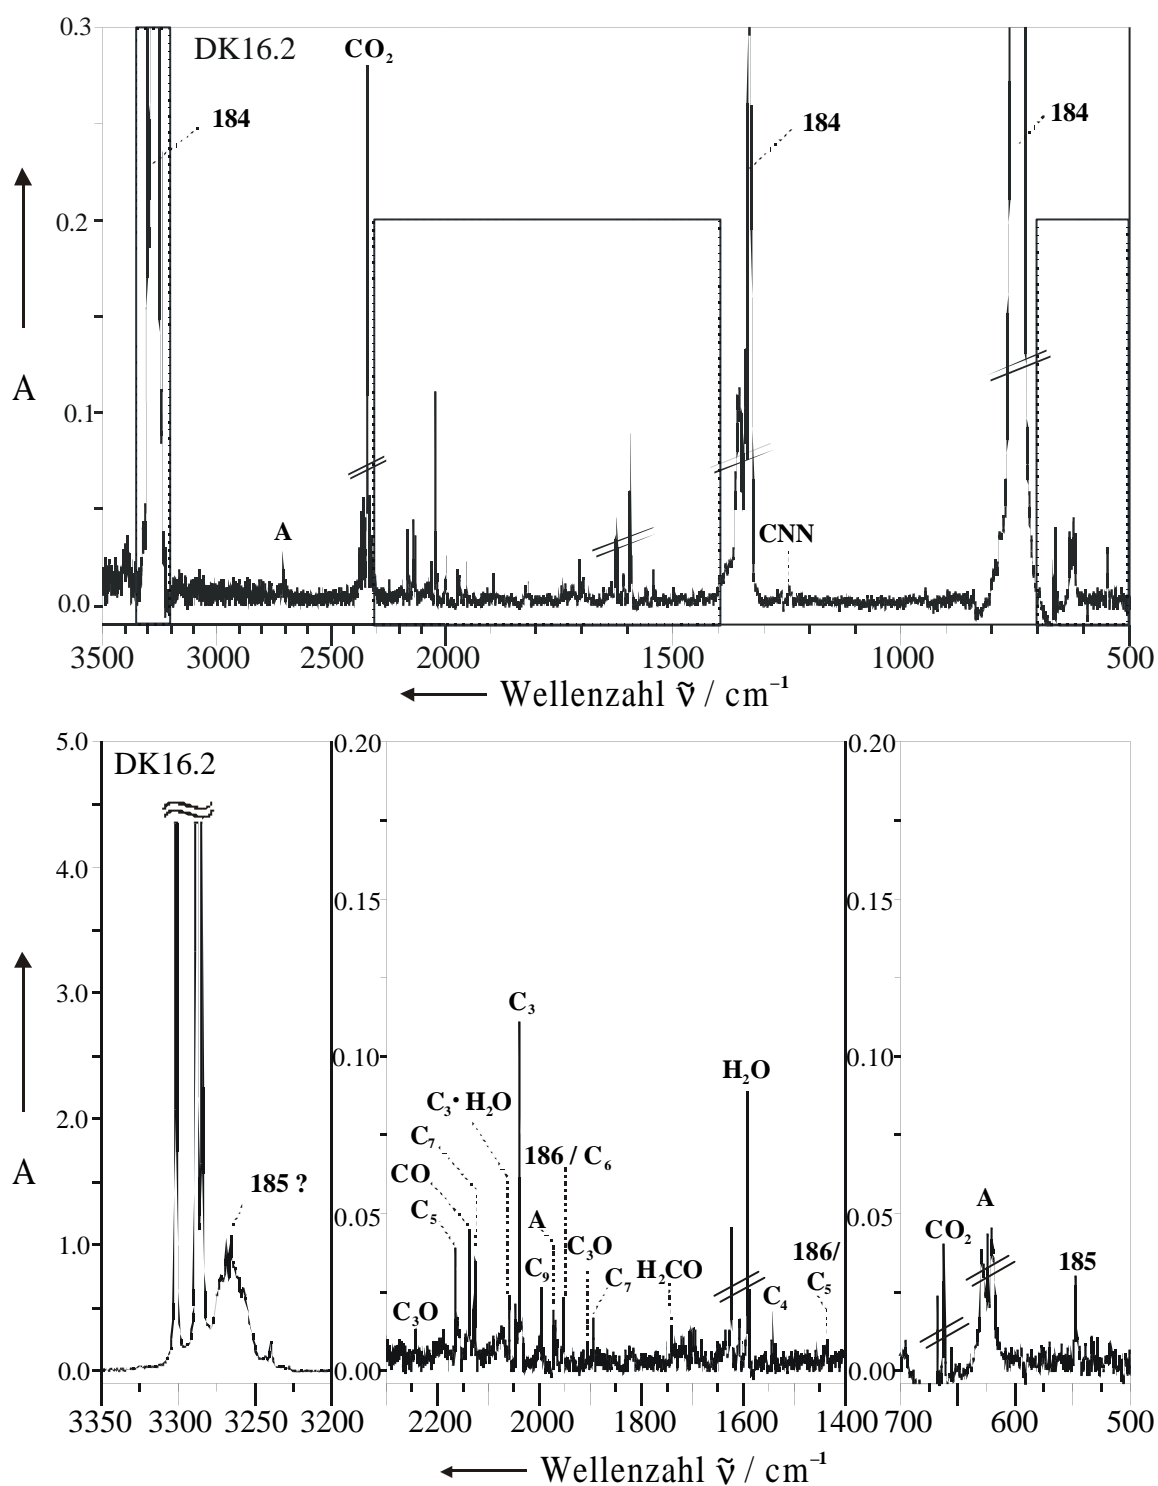 0.3
DK16.2
CO₂
184
184
184
0.2
A
0.1
A
CNN
0.0
3500 3000 2500 2000 1500 1000 500
Wellenzahl ν̃ / cm⁻¹
5.0
DK16.2
0.20
0.20
4.0
0.15
0.15
3.0
C₃
0.10
0.10
H₂O
C₃· H₂O
2.0
C₇
186 / C₆
A
CO
185 ?
A
C₅
A
0.05
0.05
1.0
C₃O
186/
CO₂
185
C₉
C₇
H₂CO
C₅
C₃O
C₄
0.0
0.00
0.00
3350 3300 3250 3200
2200 2000 1800 1600 1400
700 600 500
Wellenzahl ν̃ / cm⁻¹